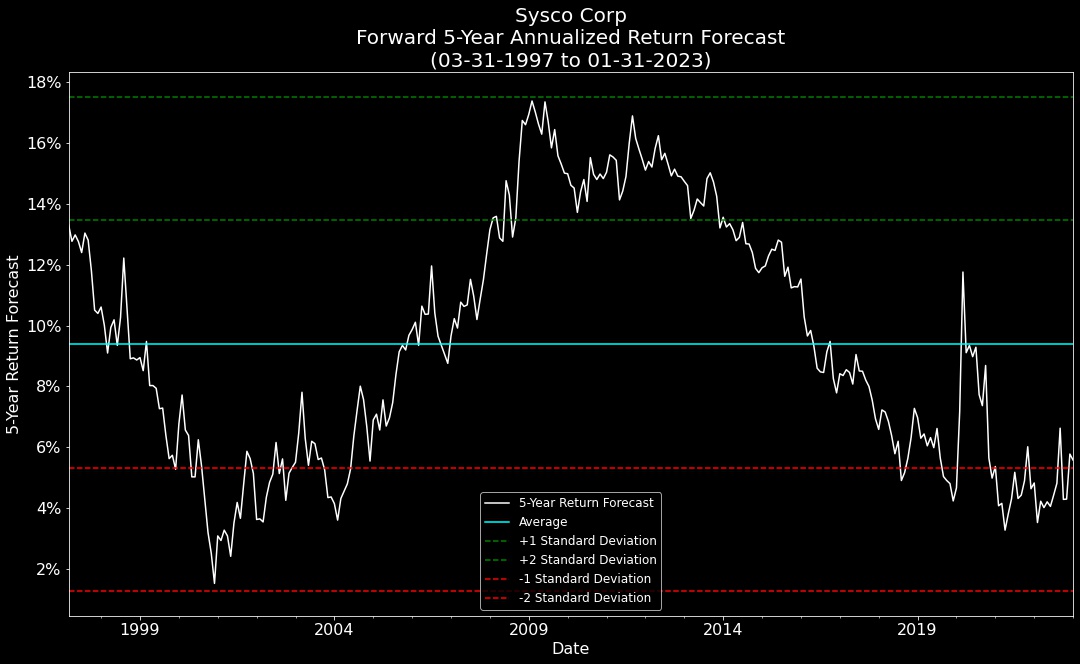 Sysco Corp
Forward 5-Year Annualized Return Forecast
(03-31-1997 to 01-31-2023)
18%
16%
14%
12%
10%
8%
6%
4%
2%
5-Year Return Forecast
5-Year Return Forecast
Average
+1 Standard Deviation
+2 Standard Deviation
-1 Standard Deviation
-2 Standard Deviation
1999 2004 2009 2014 2019
Date